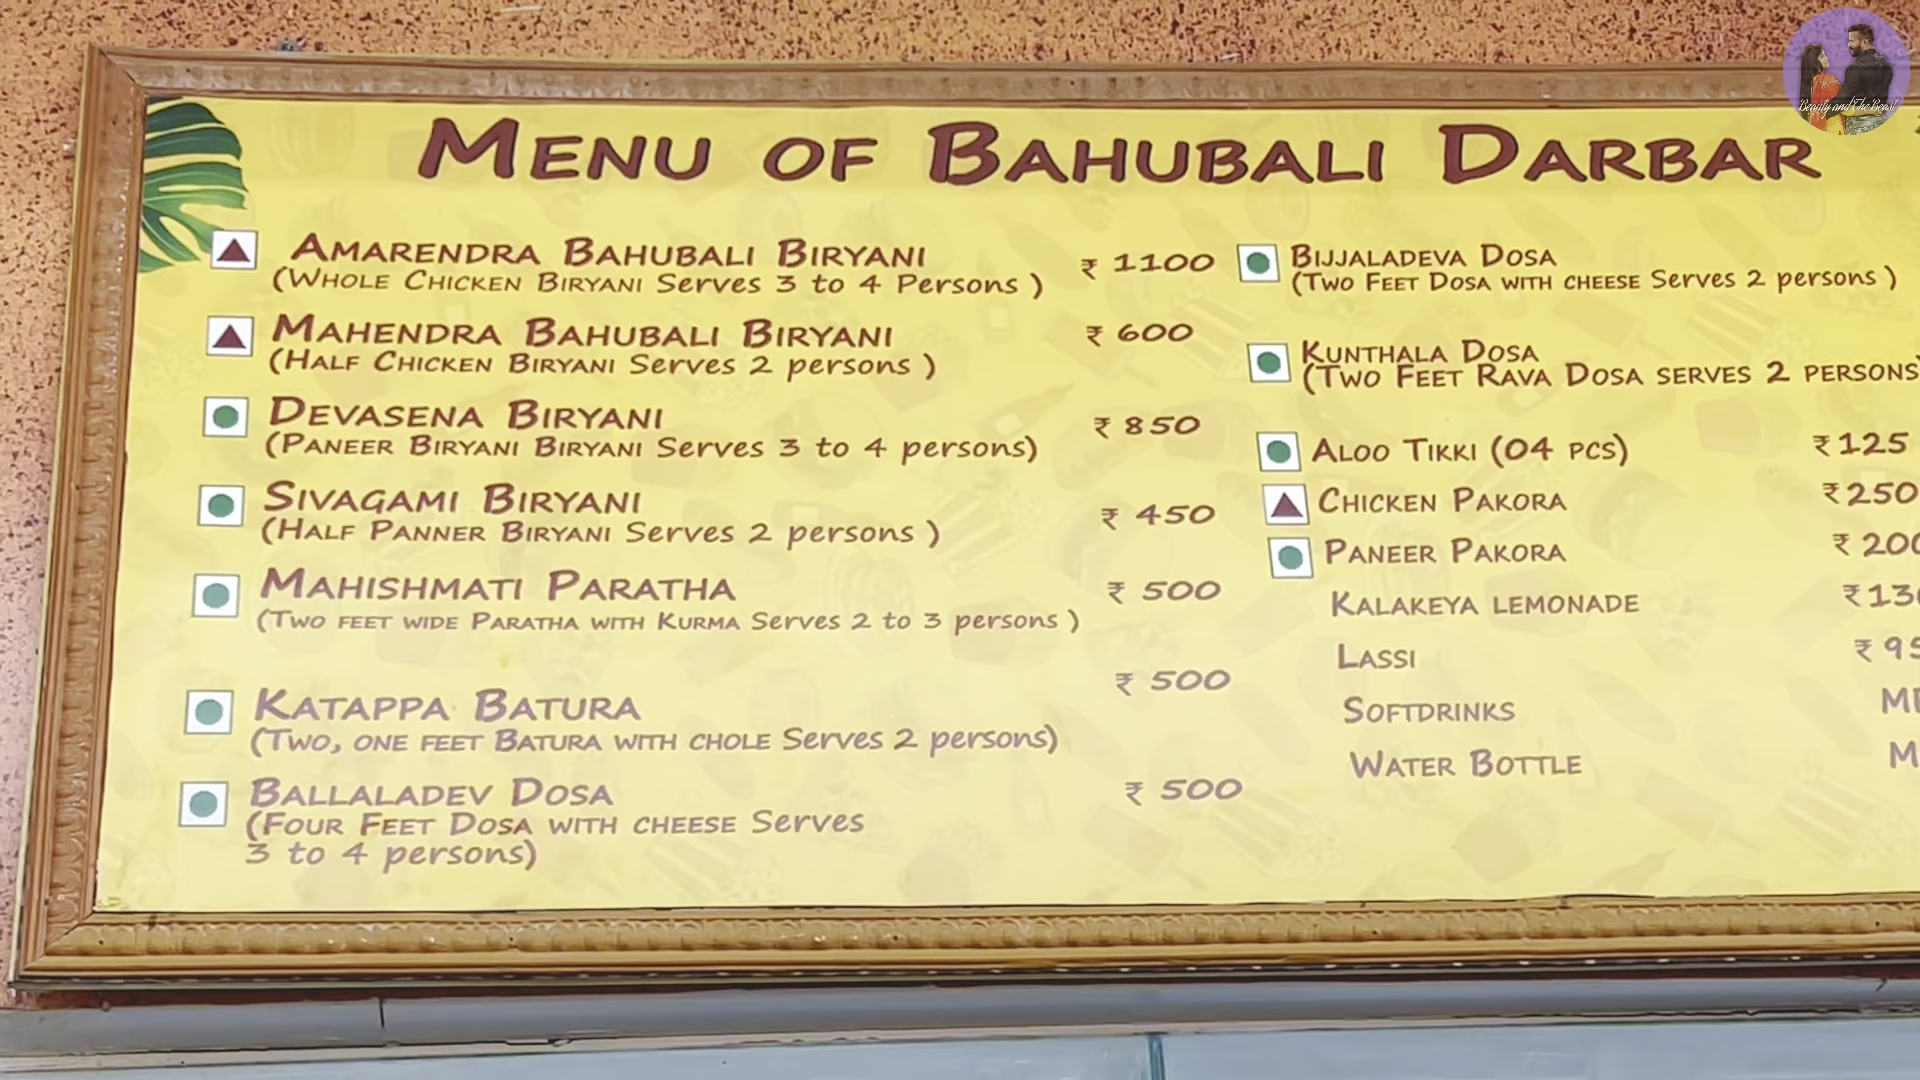 MENU OF BAHUBALI DARBAR
AMARENDRA BAHUBALI BIRYANI ₹ 1100
(WHOLE CHICKEN BIRYANI Serves 3 to 4 Persons )
MAHENDRA BAHUBALI BIRYANI ₹ 600
(HALF CHICKEN BIRYANI Serves 2 persons )
DEVASENA BIRYANI ₹ 850
(PANEER BIRYANI BIRYANI Serves 3 to 4 persons)
SIVAGAMI BIRYANI ₹ 450
(HALF PANNER BIRYANI Serves 2 persons )
MAHISHMATI PARATHA ₹ 500
(TWO FEET WIDE PARATHA WITH KURMA Serves 2 to 3 persons )
KATAPPA BATURA ₹ 500
(TWO, ONE FEET BATURA WITH CHOLE Serves 2 persons)
BALLALADEV DOSA ₹ 500
(FOUR FEET DOSA WITH CHEESE Serves
3 to 4 persons)
BIJJALADEVA DOSA
(TWO FEET DOSA WITH CHEESE Serves 2 persons )
KUNTHALA DOSA
(TWO FEET RAVA DOSA SERVES 2 PERSONS)
ALOO TIKKI (04 PCS) ₹125
CHICKEN PAKORA ₹250
PANEER PAKORA ₹ 200
KALAKEYA LEMONADE
LASSI ₹ 95
SOFTDRINKS
WATER BOTTLE
Beauty and The Beast